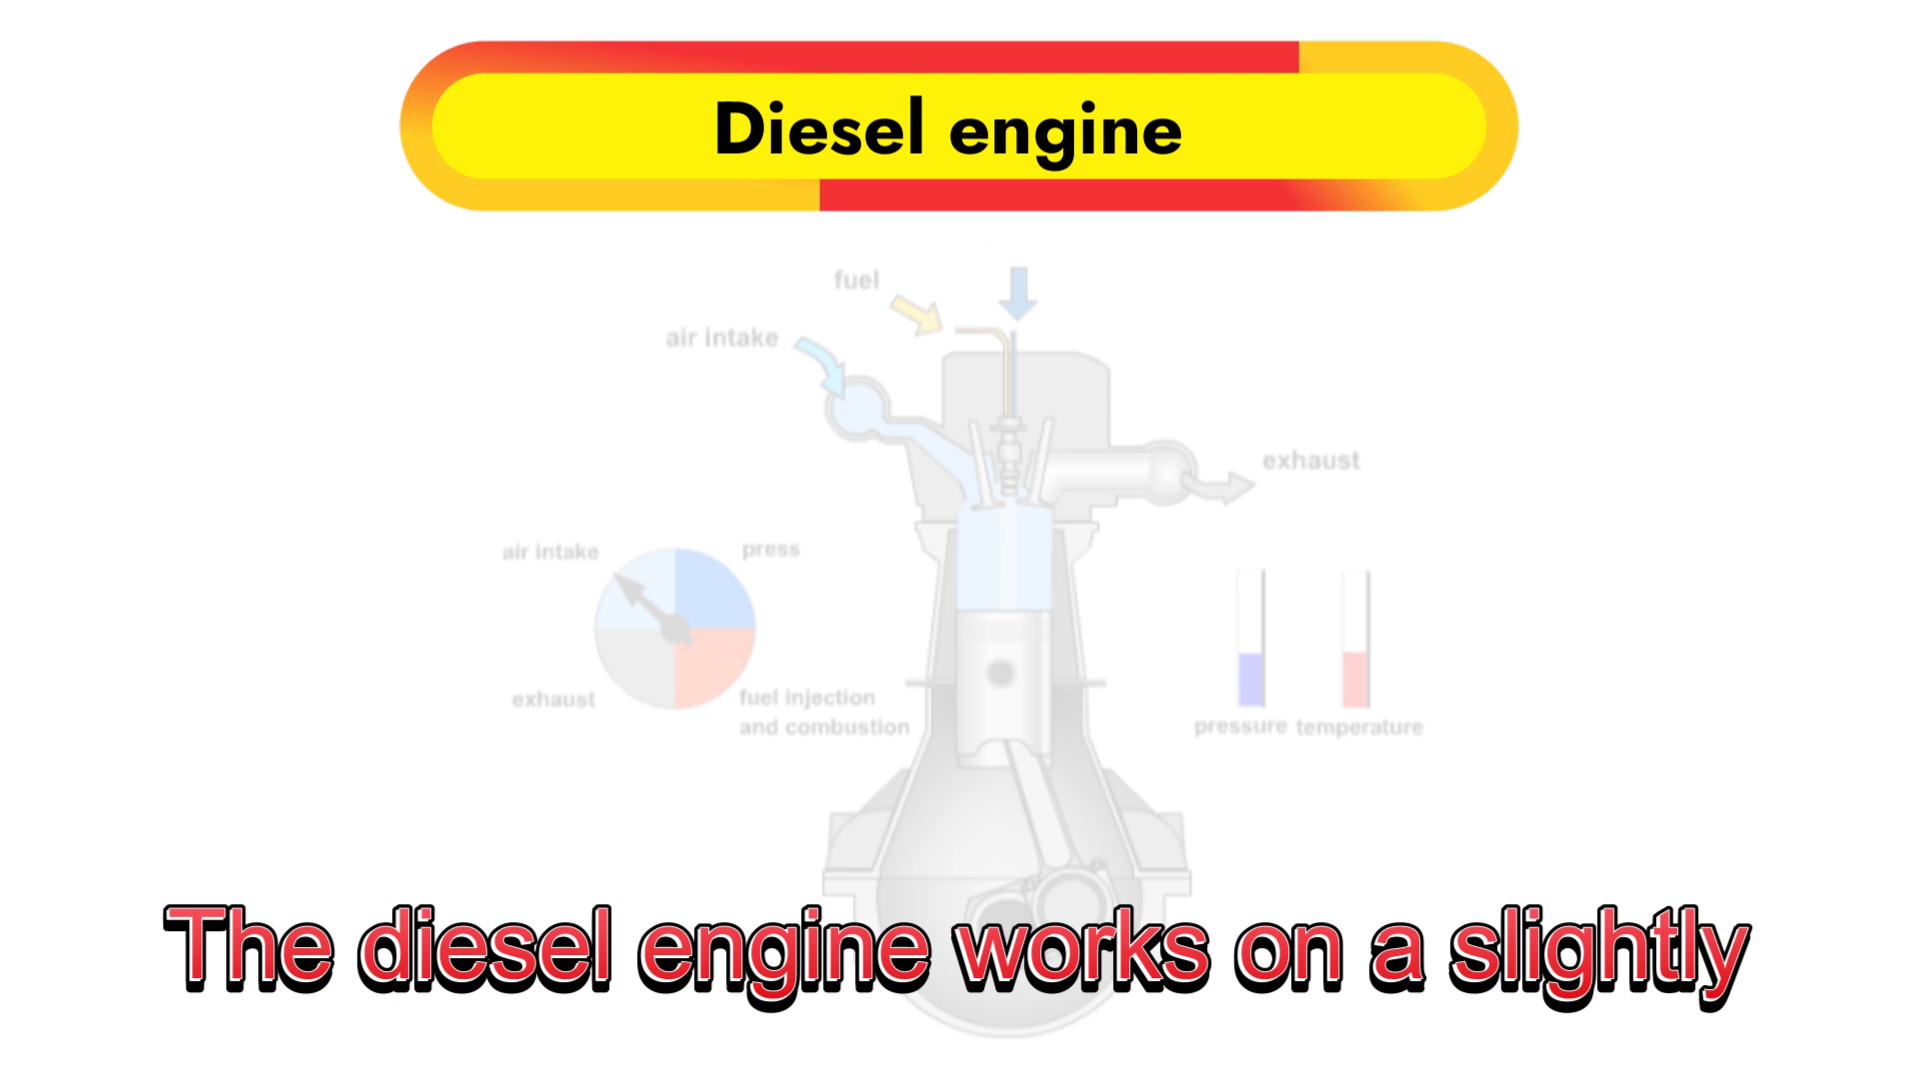 Diesel engine
fuel
air intake
exhaust
air intake
press
exhaust
fuel injection
and combustion
pressure
temperature
The diesel engine works on a slightly